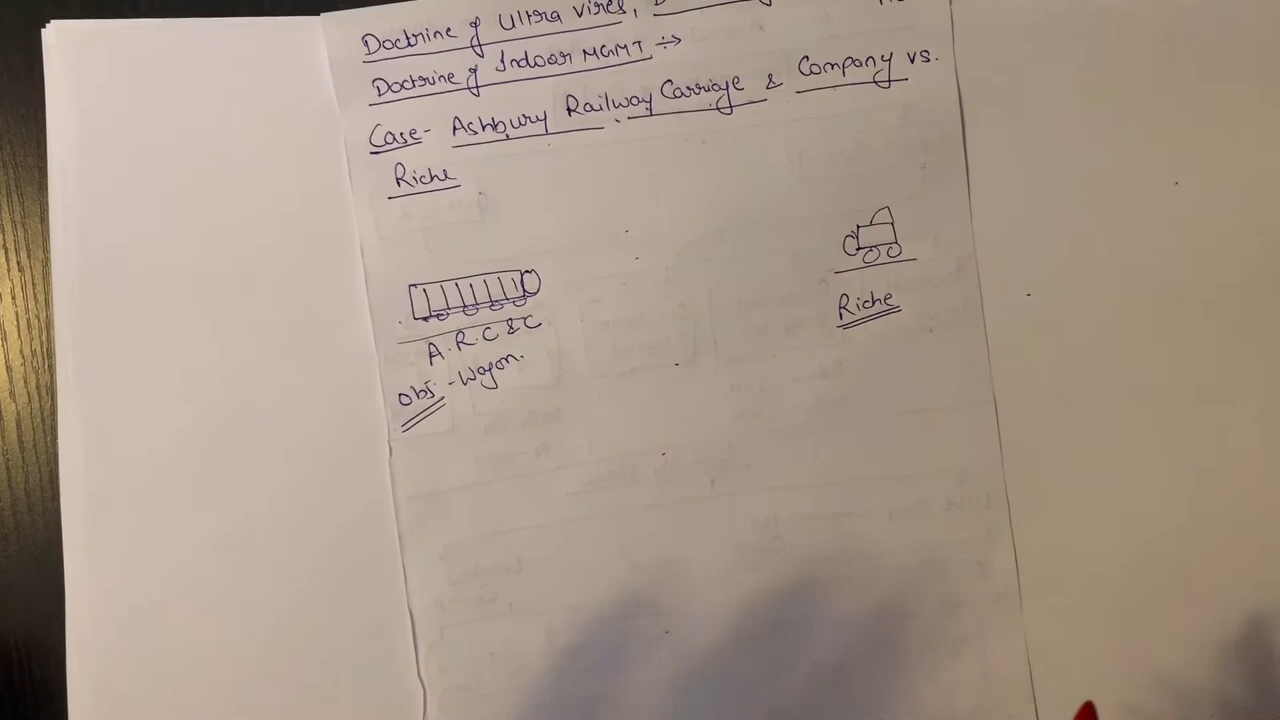 Doctrine of Ultra Vires,
Doctrine of Indoor MGMT ÷>
Case- Ashbury Railway Carriage & Company vs.
Riche
A.R.C&C
Obj - Wagon.
Riche